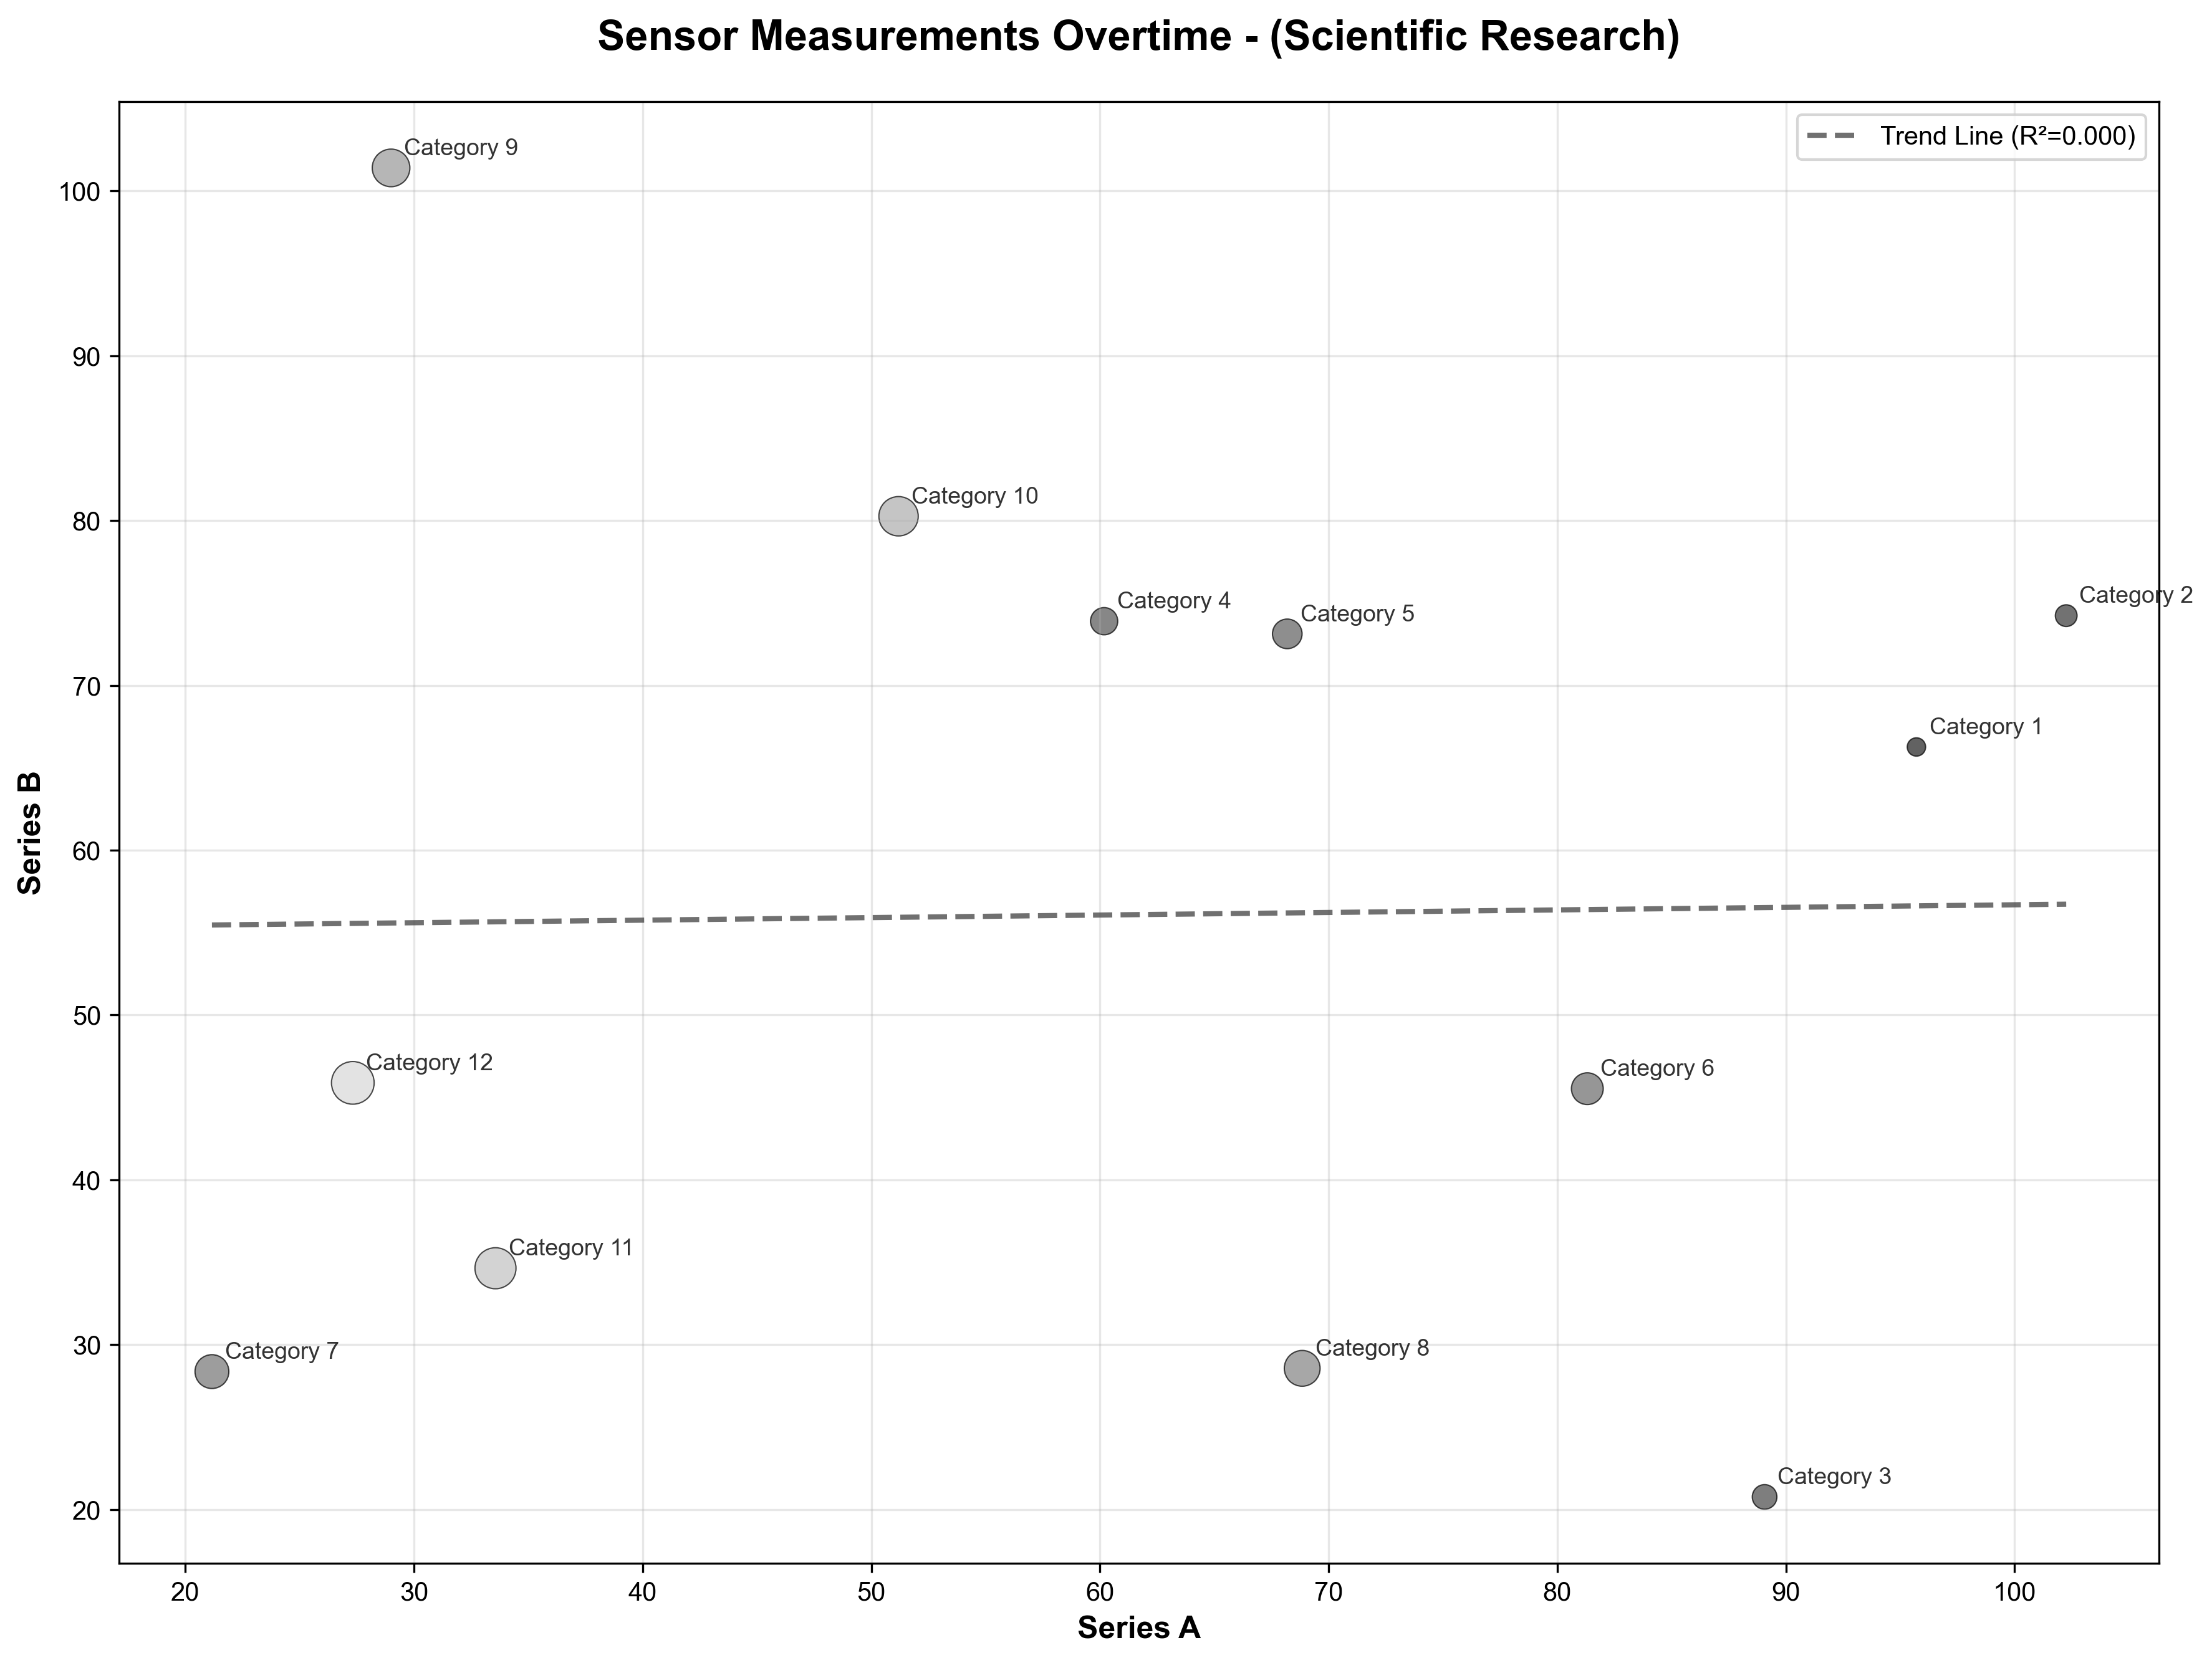 Sensor Measurements Overtime - (Scientific Research)
Trend Line (R²=0.000)
Category 9
100
90
Category 10
80
Category 4
Category 5
Category 2
70
Category 1
Series B
60
50
Category 12
Category 6
40
Category 11
30
Category 7
Category 8
Category 3
20
20 30 40 50 60 70 80 90 100
Series A